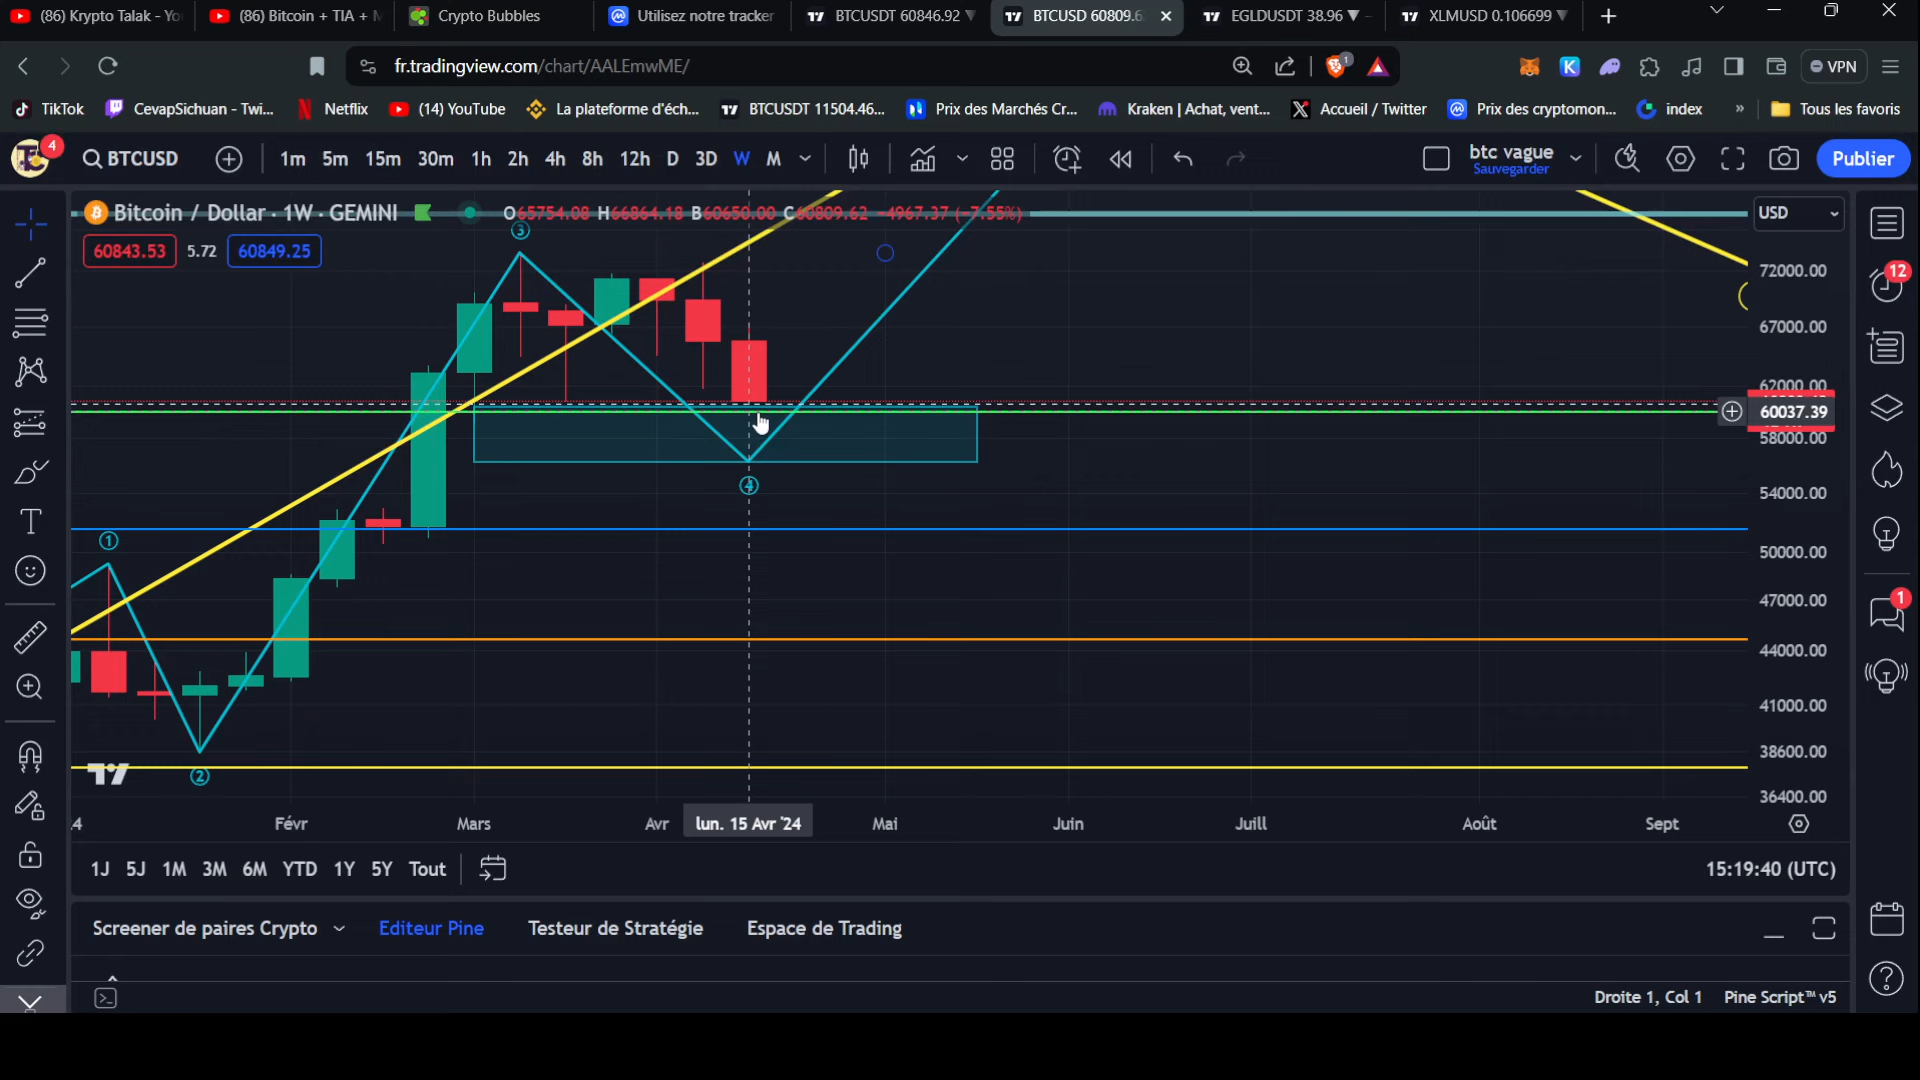 (86) Krypto Talak - Yo
(86) Bitcoin + TIA + M
Crypto Bubbles
Utilisez notre tracker
BTCUSDT 60846.92 ▼
BTCUSD 60809.6
EGLDUSDT 38.96 ▼
XLMUSD 0.106699 ▼
fr.tradingview.com/chart/AALEmwME/
1
VPN
TikTok
CevapSichuan - Twi...
Netflix
(14) YouTube
La plateforme d'éch...
BTCUSDT 11504.46...
Prix des Marchés Cr...
Kraken | Achat, vent...
Accueil / Twitter
Prix des cryptomon...
index
»
Tous les favoris
4
BTCUSD
1m 5m 15m 30m 1h 2h 4h 8h 12h D 3D W M
btc vague
Sauvegarder
Publier
Bitcoin / Dollar · 1W · GEMINI
O65754.08 H66864.18 B60650.00 C60809.62 −4967.37 (−7.55%)
USD
60843.53 5.72 60849.25
12
1
72000.00
67000.00
62000.00
60037.39
58000.00
54000.00
50000.00
47000.00
44000.00
41000.00
38600.00
36400.00
1
2
3
4
4 Févr Mars Avr lun. 15 Avr '24 Mai Juin Juill Août Sept
1J 5J 1M 3M 6M YTD 1Y 5Y Tout
15:19:40 (UTC)
Screener de paires Crypto
Editeur Pine
Testeur de Stratégie
Espace de Trading
Droite 1, Col 1
Pine Script™ v5